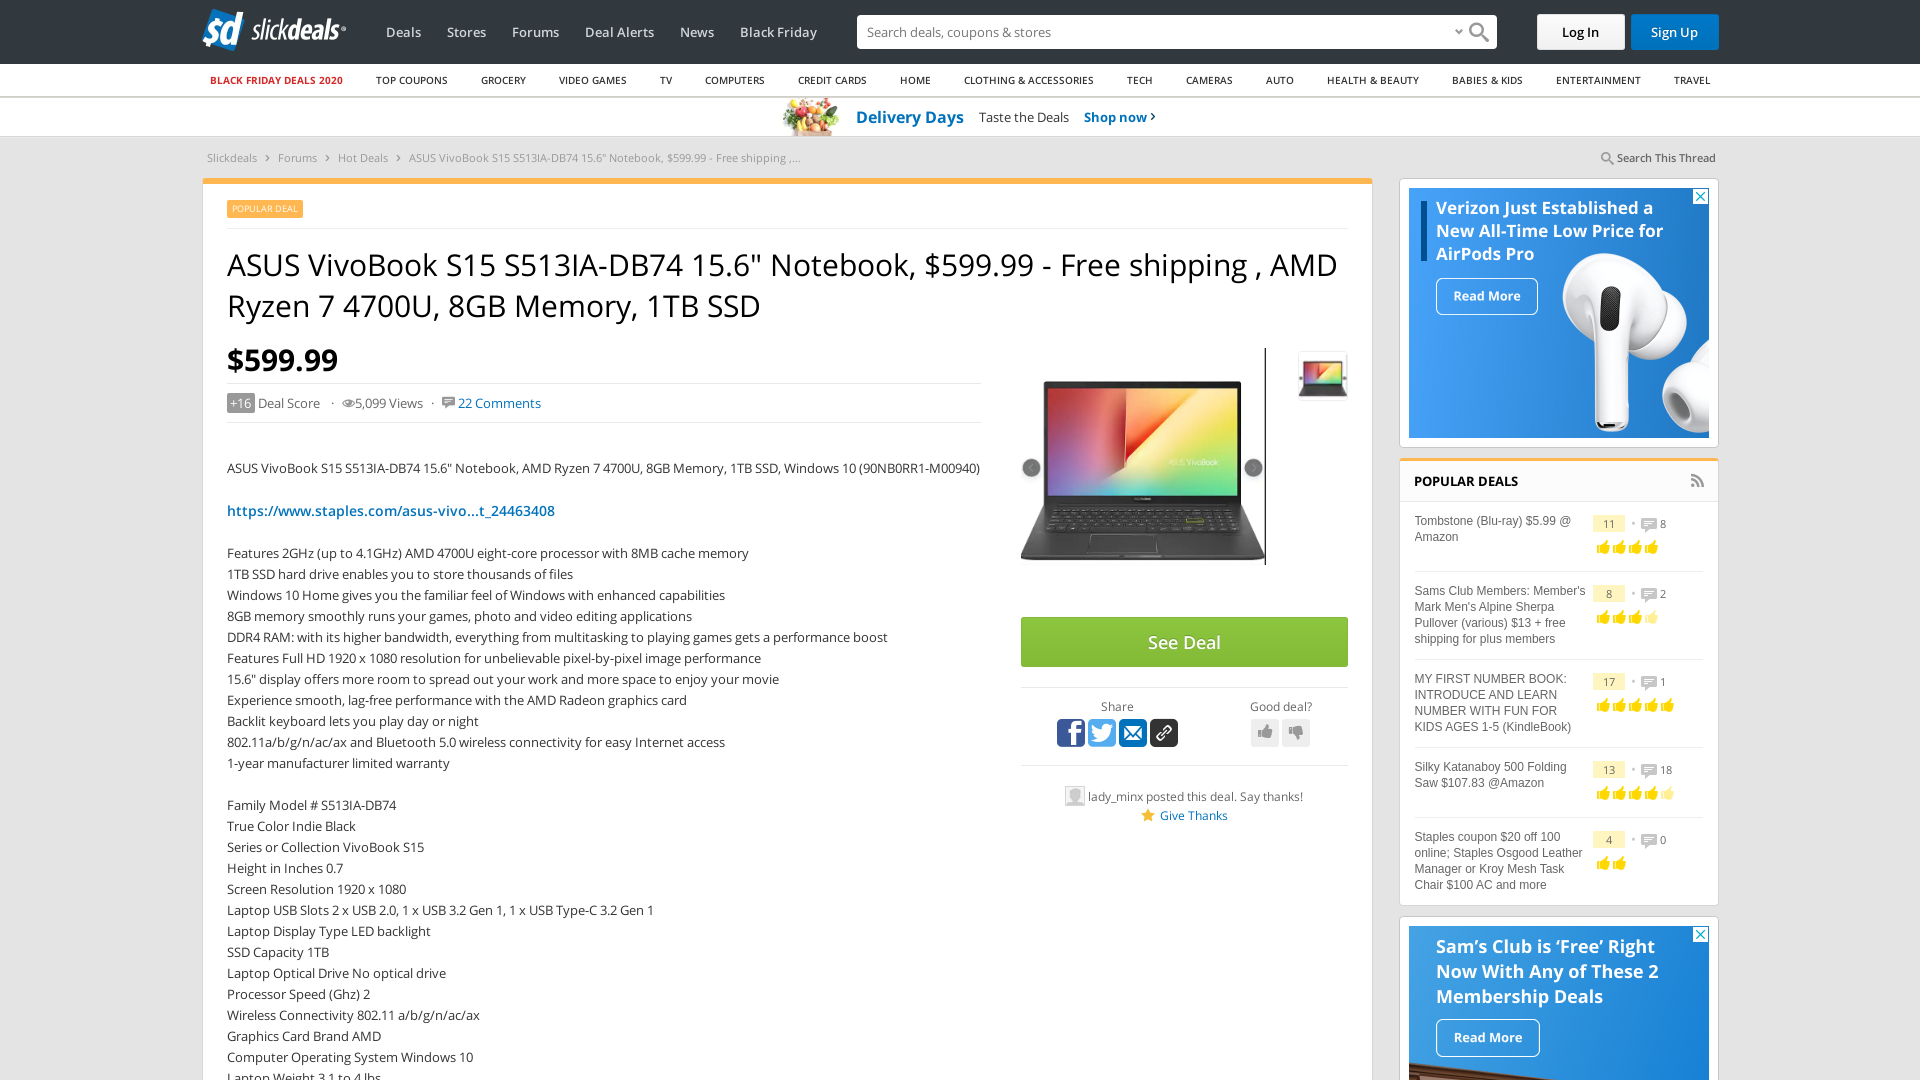 slickdeals
Deals
Stores
Forums
Deal Alerts
News
Black Friday
Search deals, coupons & stores
Log In
Sign Up
BLACK FRIDAY DEALS 2020
TOP COUPONS
GROCERY
VIDEO GAMES
TV
COMPUTERS
CREDIT CARDS
HOME
CLOTHING & ACCESSORIES
TECH
CAMERAS
AUTO
HEALTH & BEAUTY
BABIES & KIDS
ENTERTAINMENT
TRAVEL
Delivery Days Taste the Deals Shop now ›
Slickdeals › Forums › Hot Deals › ASUS VivoBook S15 S513IA-DB74 15.6" Notebook, $599.99 - Free shipping ,...
Search This Thread
POPULAR DEAL
ASUS VivoBook S15 S513IA-DB74 15.6" Notebook, $599.99 - Free shipping , AMD
Ryzen 7 4700U, 8GB Memory, 1TB SSD
$599.99
+16 Deal Score · 5,099 Views · 22 Comments
ASUS VivoBook S15 S513IA-DB74 15.6" Notebook, AMD Ryzen 7 4700U, 8GB Memory, 1TB SSD, Windows 10 (90NB0RR1-M00940)
https://www.staples.com/asus-vivo...t_24463408
Features 2GHz (up to 4.1GHz) AMD 4700U eight-core processor with 8MB cache memory
1TB SSD hard drive enables you to store thousands of files
Windows 10 Home gives you the familiar feel of Windows with enhanced capabilities
8GB memory smoothly runs your games, photo and video editing applications
DDR4 RAM: with its higher bandwidth, everything from multitasking to playing games gets a performance boost
Features Full HD 1920 x 1080 resolution for unbelievable pixel-by-pixel image performance
15.6" display offers more room to spread out your work and more space to enjoy your movie
Experience smooth, lag-free performance with the AMD Radeon graphics card
Backlit keyboard lets you play day or night
802.11a/b/g/n/ac/ax and Bluetooth 5.0 wireless connectivity for easy Internet access
1-year manufacturer limited warranty
Family Model # S513IA-DB74
True Color Indie Black
Series or Collection VivoBook S15
Height in Inches 0.7
Screen Resolution 1920 x 1080
Laptop USB Slots 2 x USB 2.0, 1 x USB 3.2 Gen 1, 1 x USB Type-C 3.2 Gen 1
Laptop Display Type LED backlight
SSD Capacity 1TB
Laptop Optical Drive No optical drive
Processor Speed (Ghz) 2
Wireless Connectivity 802.11 a/b/g/n/ac/ax
Graphics Card Brand AMD
Computer Operating System Windows 10
Laptop Weight 3.1 to 4 lbs.
ASUS VivoBook
See Deal
Share
Good deal?
lady_minx posted this deal. Say thanks!
Give Thanks
Verizon Just Established a
New All-Time Low Price for
AirPods Pro
Read More
POPULAR DEALS
Tombstone (Blu-ray) $5.99 @
Amazon
11 • 8
Sams Club Members: Member's
Mark Men's Alpine Sherpa
Pullover (various) $13 + free
shipping for plus members
8 • 2
MY FIRST NUMBER BOOK:
INTRODUCE AND LEARN
NUMBER WITH FUN FOR
KIDS AGES 1-5 (KindleBook)
17 • 1
Silky Katanaboy 500 Folding
Saw $107.83 @Amazon
13 • 18
Staples coupon $20 off 100
online; Staples Osgood Leather
Manager or Kroy Mesh Task
Chair $100 AC and more
4 • 0
Sam's Club is ‘Free’ Right
Now With Any of These 2
Membership Deals
Read More